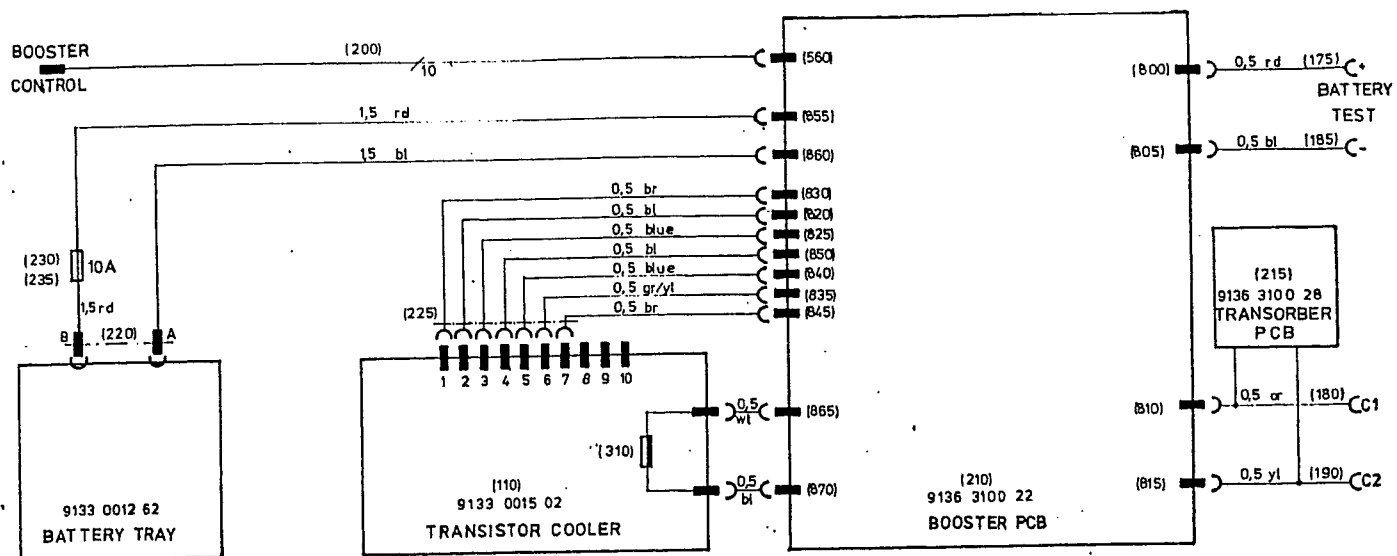 BOOSTER
CONTROL
(200)
10
(560)
1,5 rd
(855)
1,5 bl
(860)
0,5 br
(830)
0,5 bl
(820)
0,5 blue
(825)
0,5 bl
(850)
0,5 blue
(840)
0,5 gr/yl
(835)
0,5 br
(845)
(800)
0,5 rd
(175)
+
BATTERY
TEST
(805)
0,5 bl
(185)
-
(230)
(235)
10A
1,5 rd
B
(220)
A
(225)
1 2 3 4 5 6 7 8 9 10
(215)
9136 3100 28
TRANSORBER
PCB
0,5
wt
(865)
(310)
0,5
bl
(870)
(810)
0,5 or
(180)
C1
(815)
0,5 yl
(190)
C2
9133 0012 62
BATTERY TRAY
(110)
9133 0015 02
TRANSISTOR COOLER
(210)
9136 3100 22
BOOSTER PCB